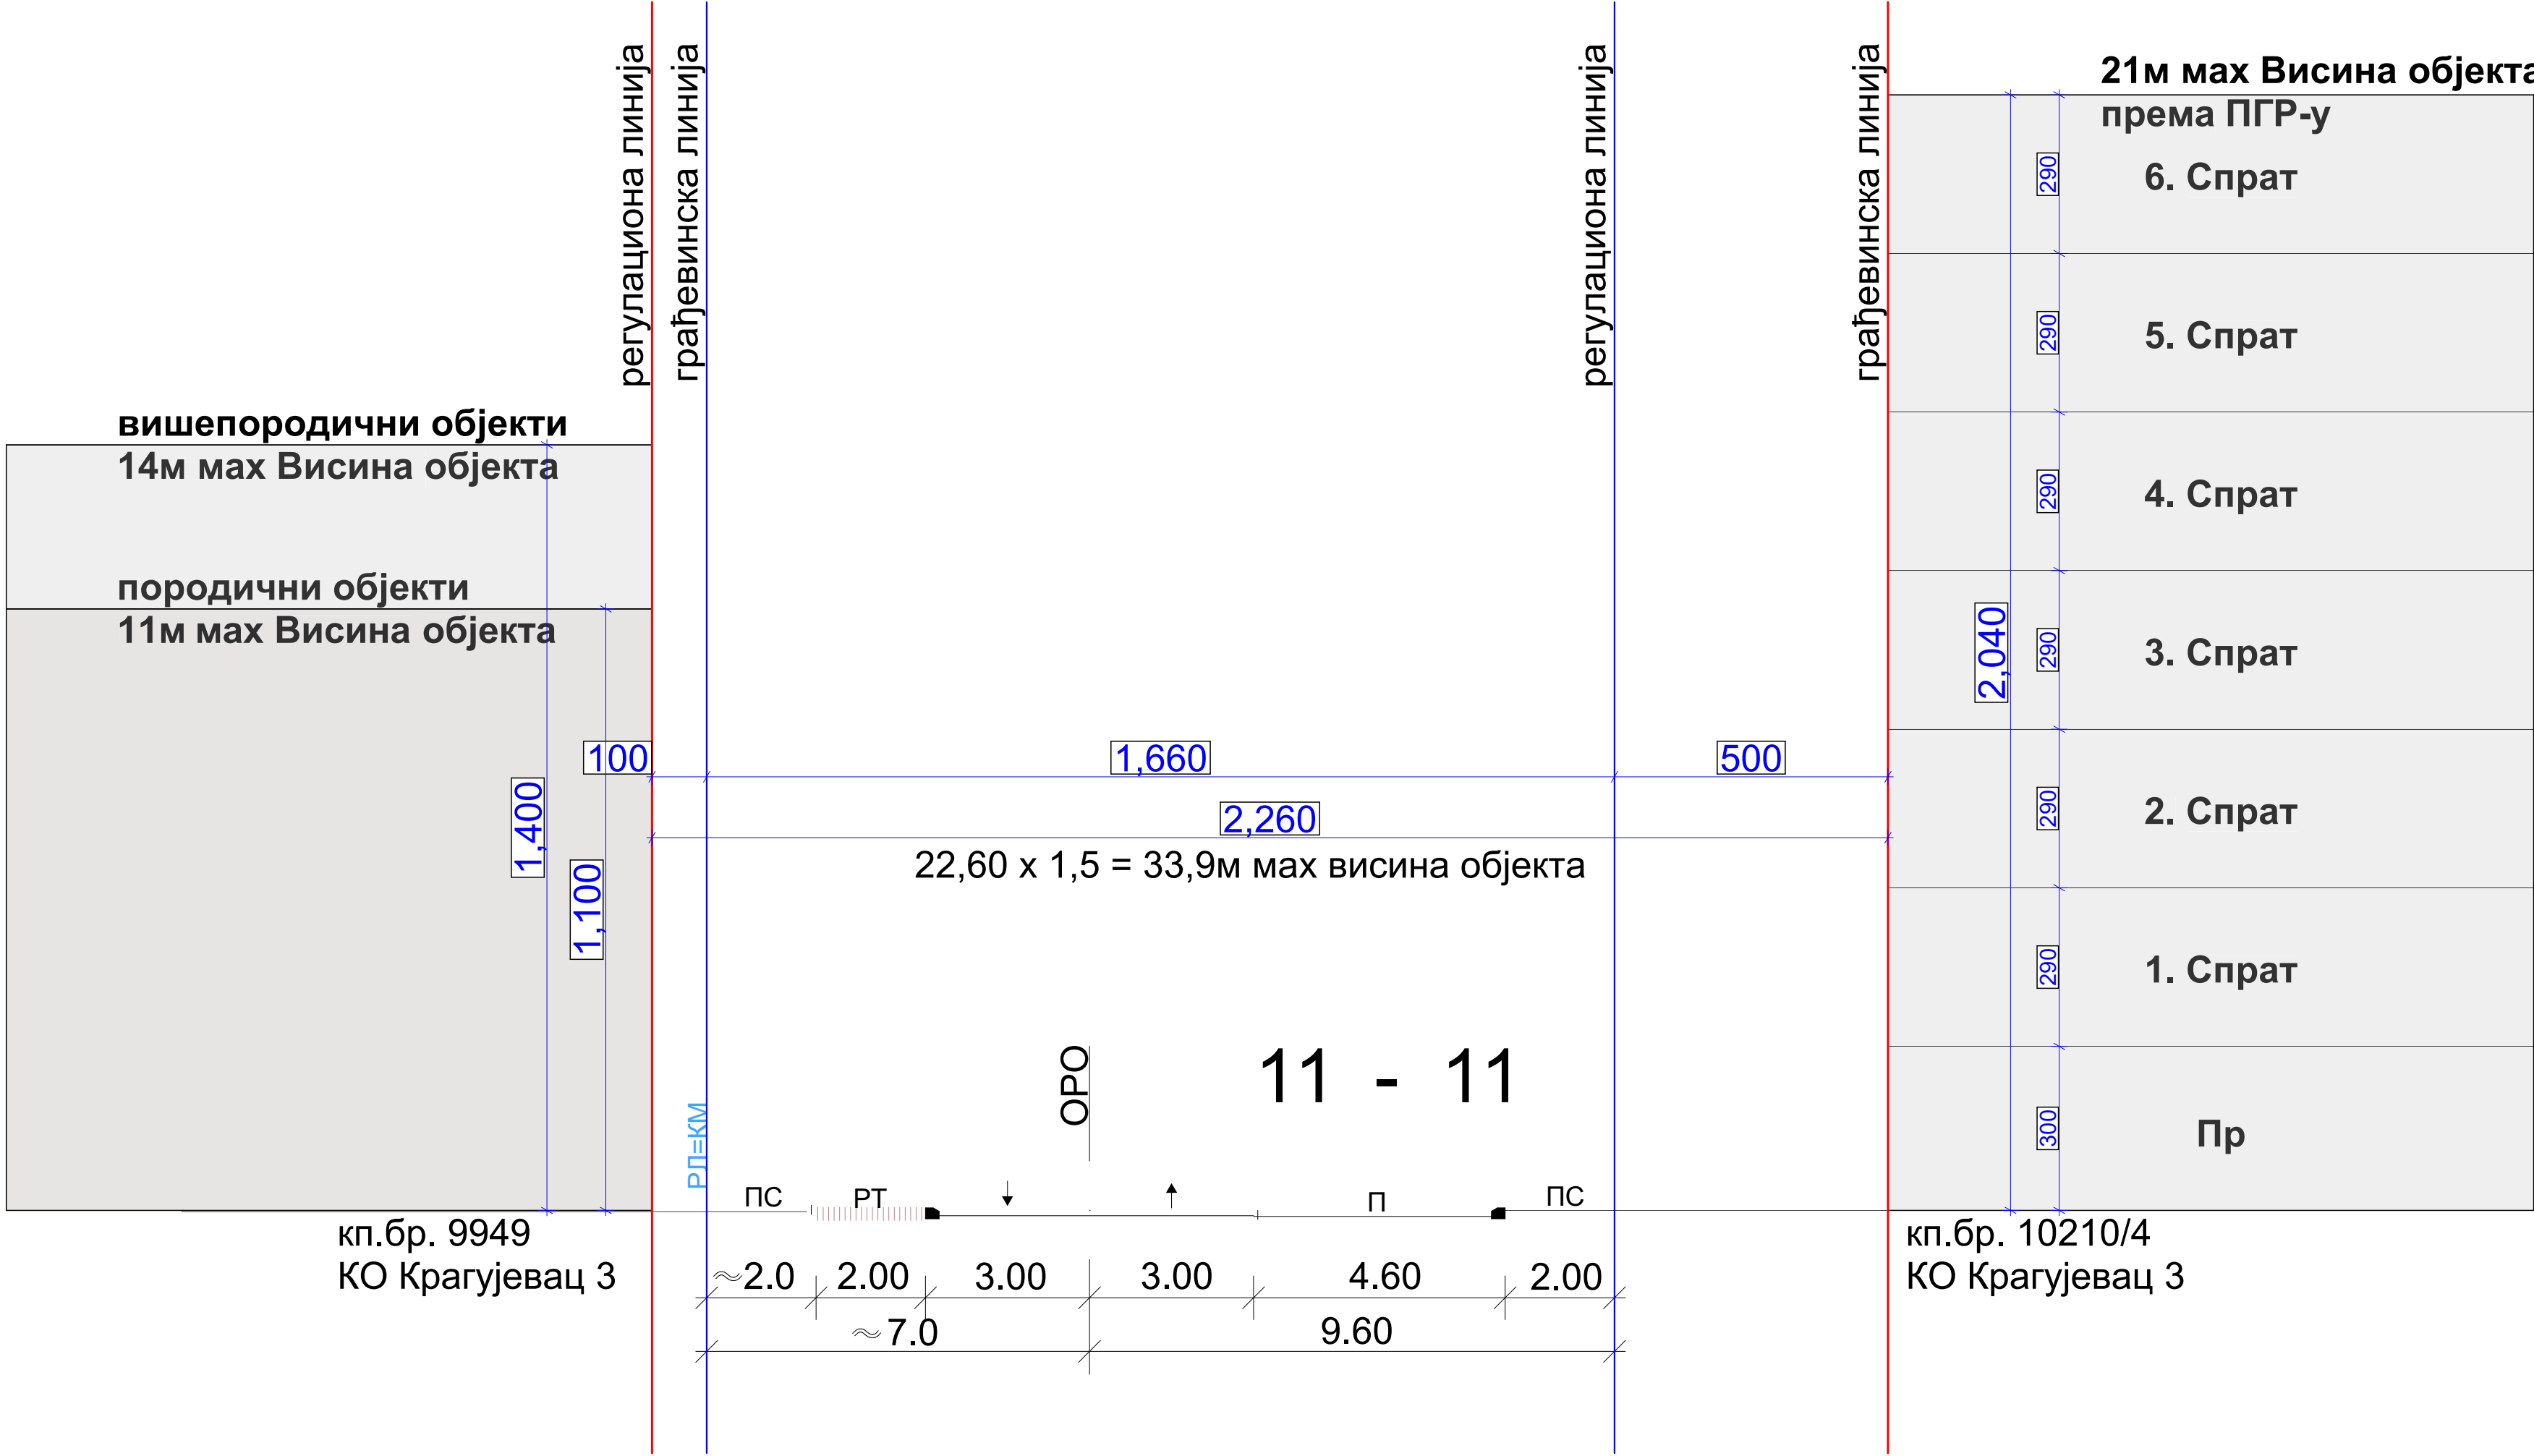 регулациона линија
грађевинска линија
регулациона линија
грађевинска линија
21м мах Висина објекта
према ПГР-у
290
6. Спрат
290
5. Спрат
вишепородични објекти
14м мах Висина објекта
290
4. Спрат
породични објекти
11м мах Висина објекта
2,040
290
3. Спрат
100
1,660
500
1,400
2,260
290
2. Спрат
22,60 х 1,5 = 33,9м мах висина објекта
1,100
290
1. Спрат
ОРО
11 - 11
РЛ=КМ
300
Пр
ПС
РТ
П
ПС
кп.бр. 9949
КО Крагујевац 3
кп.бр. 10210/4
КО Крагујевац 3
≈2.0 2.00 3.00 3.00 4.60 2.00
≈7.0 9.60